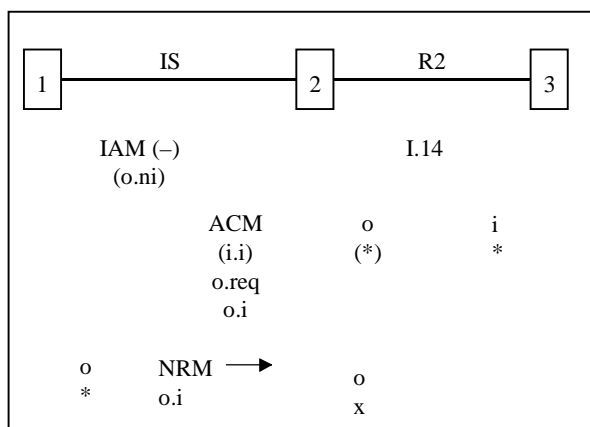 IS R2
1 2 3
IAM (–) I.14
(o.ni)
ACM o i
(i.i) (*) *
o.req
o.i
o NRM
* o.i
o
x